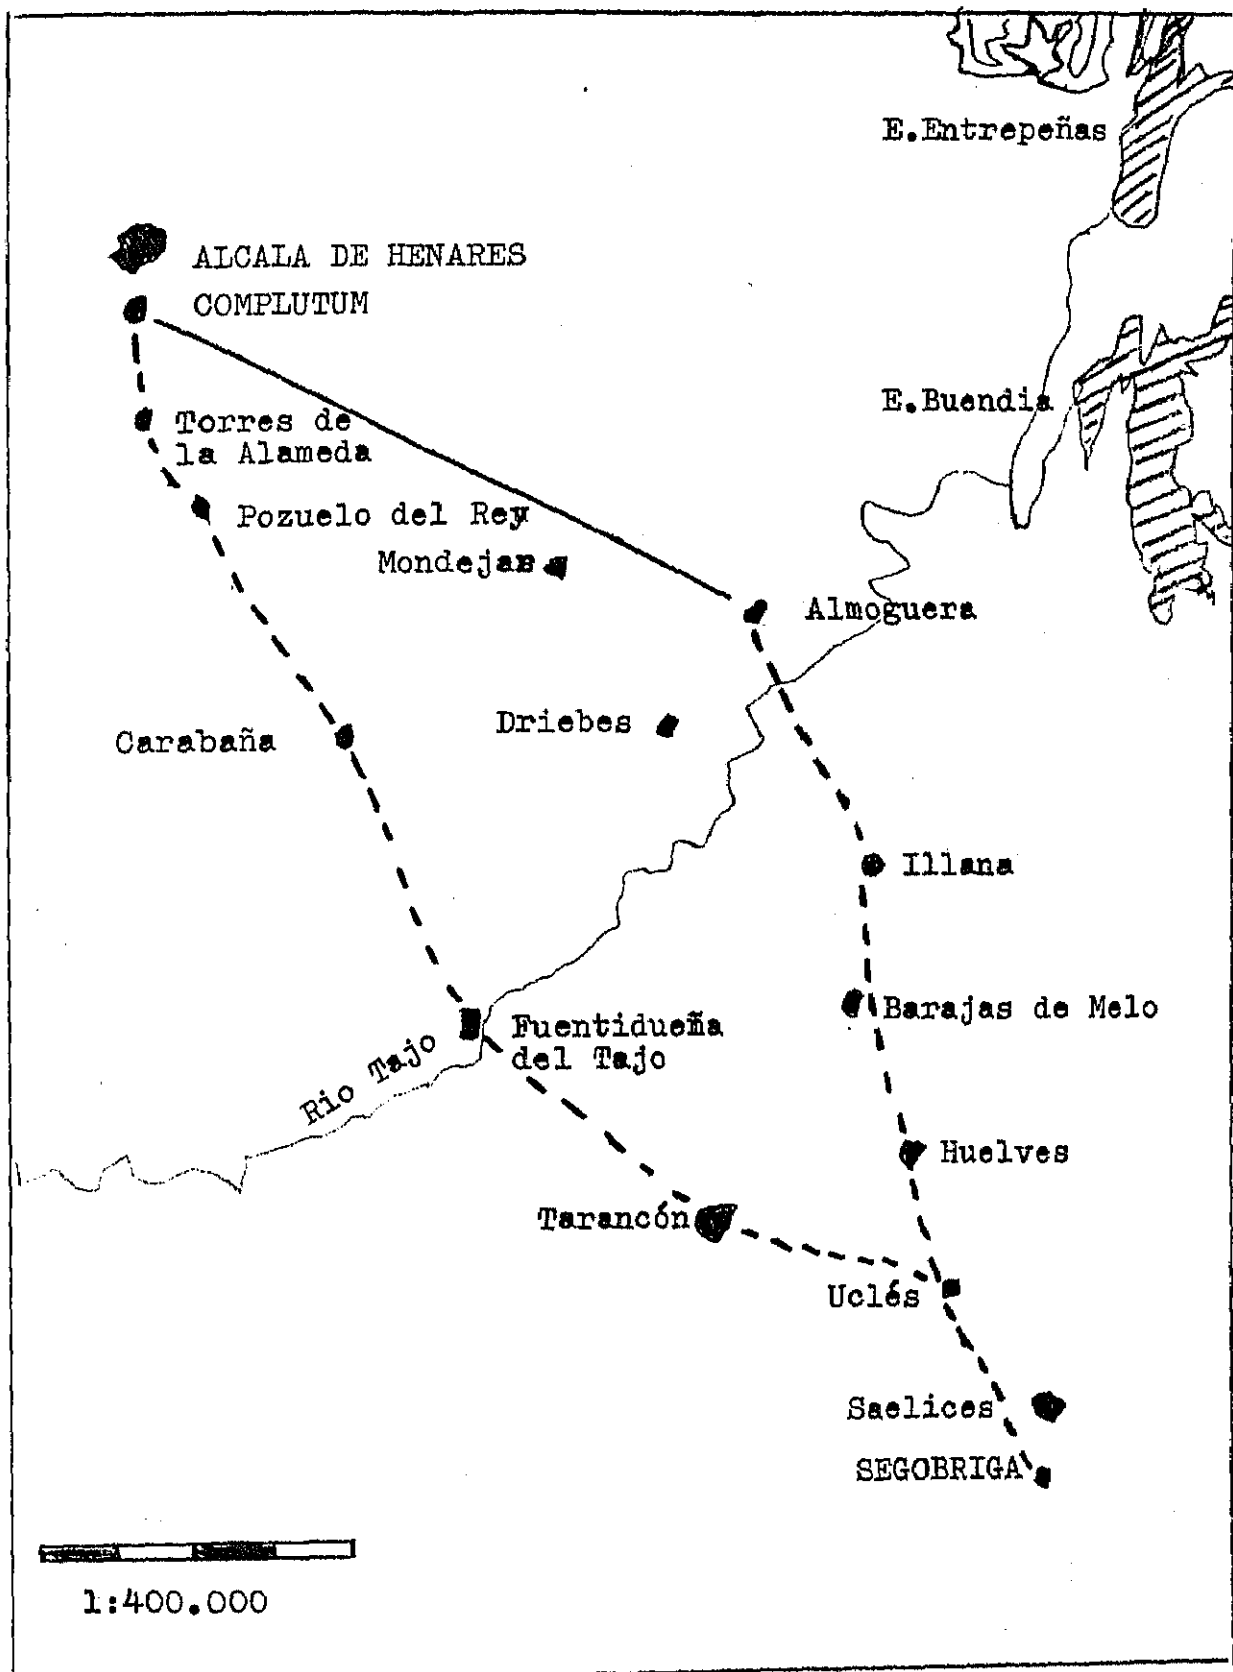 E.Entrepeñas
ALCALA DE HENARES
COMPLUTUM
E.Buendia
Torres de
la Alameda
Pozuelo del Rey
Mondejar
Almoguera
Driebes
Carabaña
Illana
Barajas de Melo
Fuentidueña
del Tajo
Rio Tajo
Huelves
Tarancón
Uclés
Saelices
SEGOBRIGA
1:400.000